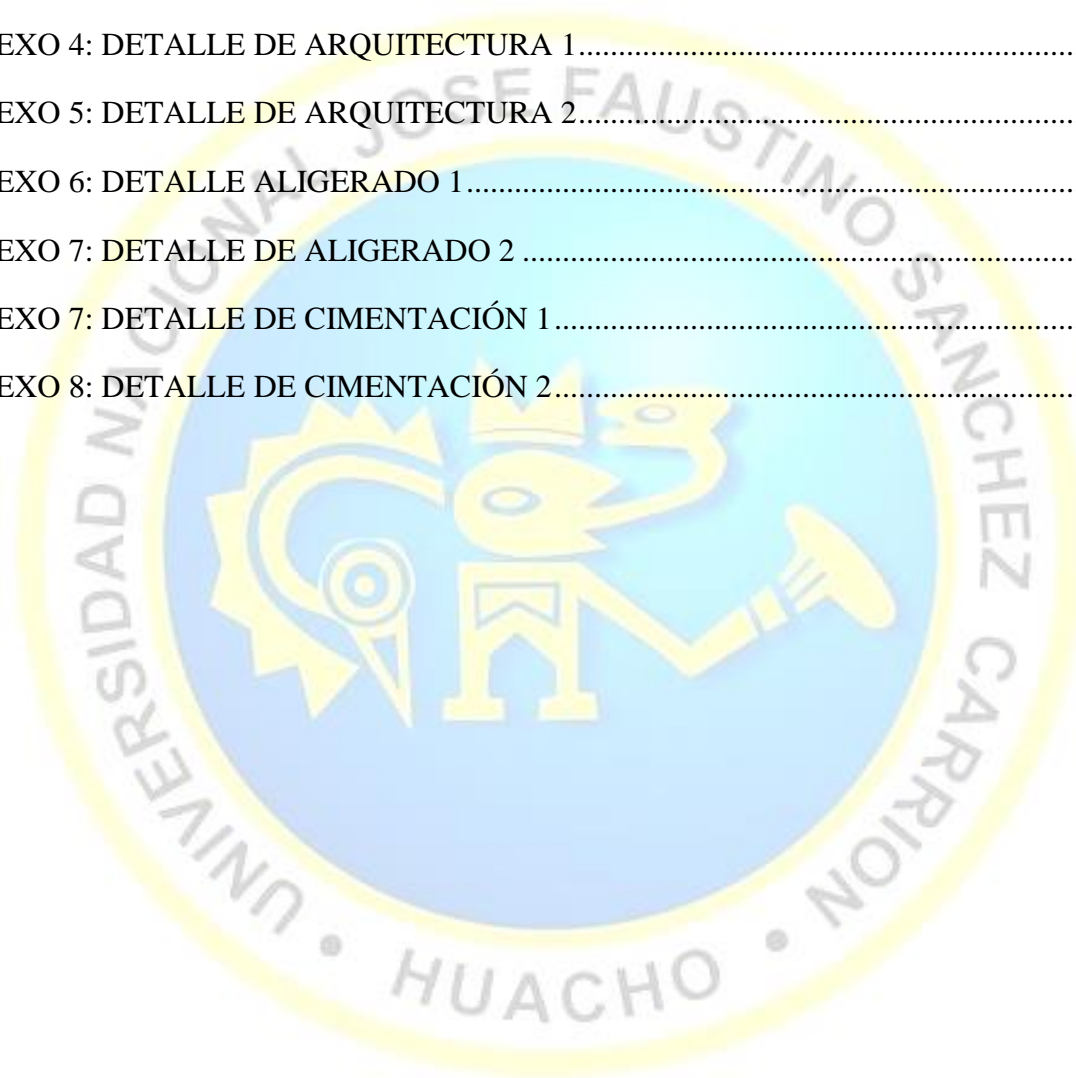 EXO 4: DETALLE DE ARQUITECTURA 1............................................................
EXO 5: DETALLE DE ARQUITECTURA 2............................................................
EXO 6: DETALLE ALIGERADO 1............................................................
EXO 7: DETALLE DE ALIGERADO 2 ............................................................
EXO 7: DETALLE DE CIMENTACIÓN 1............................................................
EXO 8: DETALLE DE CIMENTACIÓN 2............................................................
UNIVERSIDAD NACIONAL JOSE FAUSTINO SANCHEZ CARRION
• HUACHO •